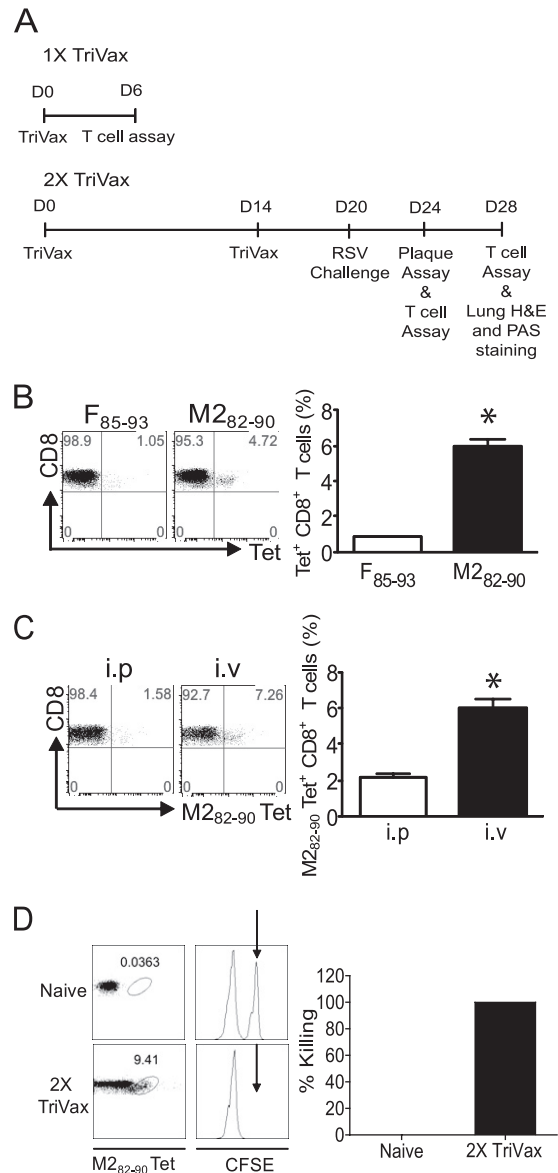 A
1X TriVax
D0 D6
TriVax T cell assay
2X TriVax
D0 D14 D20 D24 D28
TriVax TriVax RSV Challenge Plaque Assay & T cell Assay T cell Assay & Lung H&E and PAS staining
B
F85-93 M282-90
98.9 1.05 95.3 4.72
CD8
0 0 0 0
Tet
Tet+ CD8+ T cells (%)
8
6
4
2
0
*
F85-93 M282-90
C
i.p i.v
98.4 1.58 92.7 7.26
CD8
0 0 0 0
M282-90 Tet
M282-90 Tet+ CD8+ T cells (%)
8
6
4
2
0
*
i.p i.v
D
Naive
0.0363
2X TriVax
9.41
M282-90 Tet CFSE
% Killing
120
100
80
60
40
20
0
Naive 2X TriVax